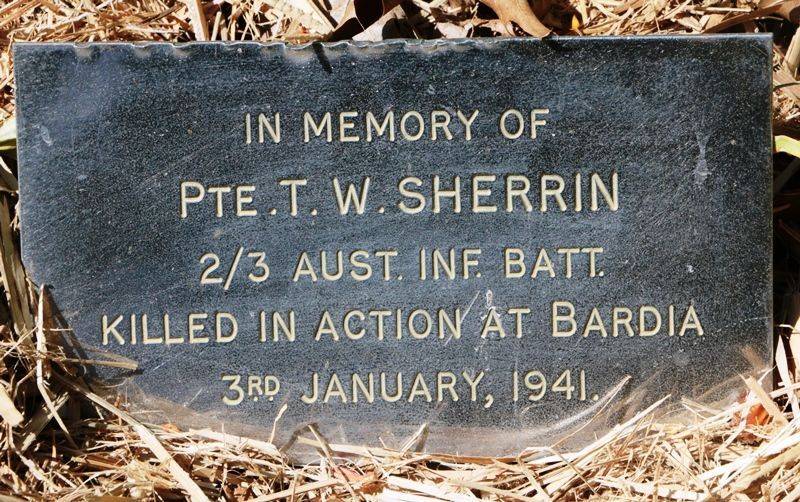 IN MEMORY OF
PTE. T. W. SHERRIN
2/3 AUST. INF. BATT.
KILLED IN ACTION AT BARDIA
3RD JANUARY, 1941.